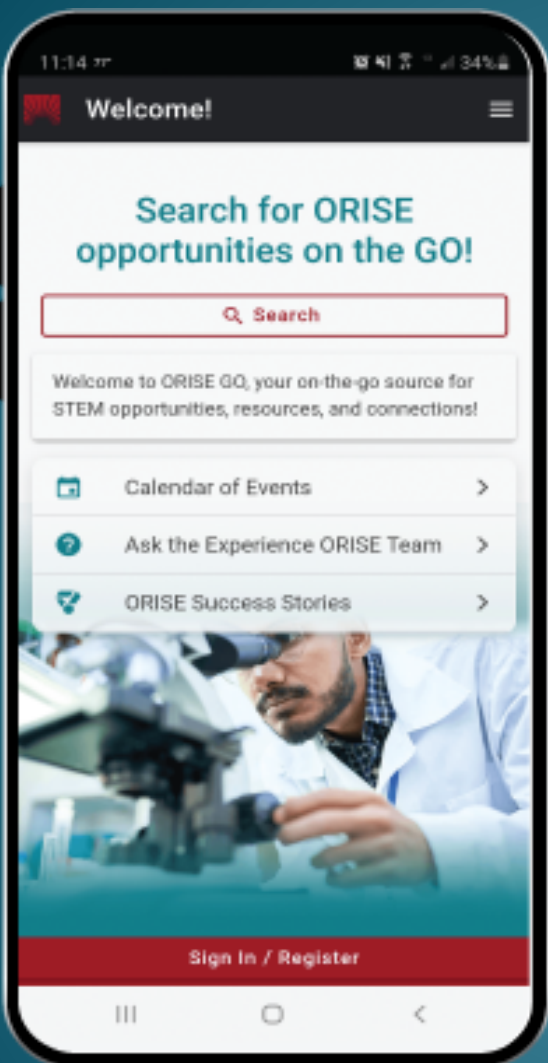 11:14 77°
34%
Welcome!
Search for ORISE
opportunities on the GO!
Search
Welcome to ORISE GO, your on-the-go source for
STEM opportunities, resources, and connections!
Calendar of Events
Ask the Experience ORISE Team
ORISE Success Stories
Sign In / Register